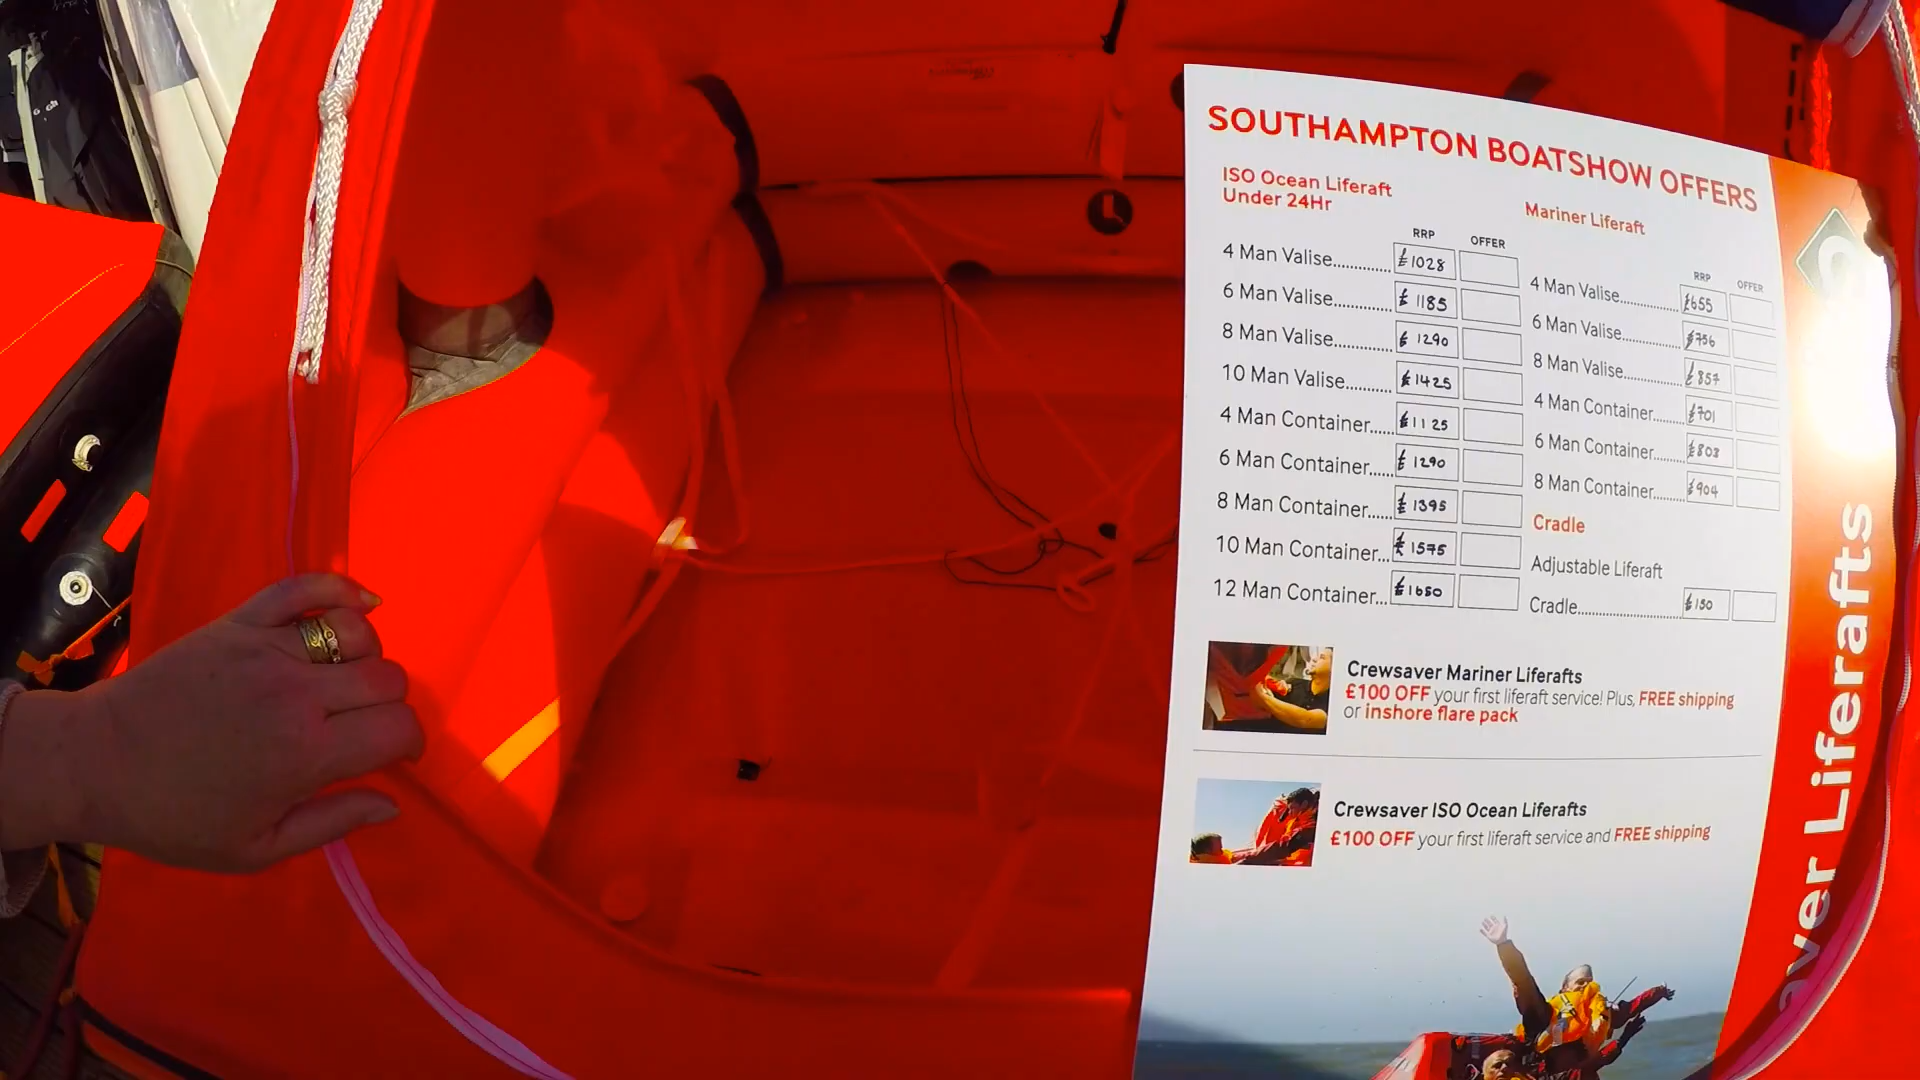 SOUTHAMPTON BOATSHOW OFFERS
ISO Ocean Liferaft
Under 24Hr
RRP OFFER
4 Man Valise.............. £1028
6 Man Valise.............. £1185
8 Man Valise.............. £1290
10 Man Valise........... £1425
4 Man Container...... £1125
6 Man Container...... £1290
8 Man Container...... £1395
10 Man Container... £1575
12 Man Container... £1650
Mariner Liferaft
RRP OFFER
4 Man Valise.............. £655
6 Man Valise.............. £756
8 Man Valise.............. £857
4 Man Container....... £701
6 Man Container....... £803
8 Man Container....... £904
Cradle
Adjustable Liferaft
Cradle.......................... £150
Crewsaver Mariner Liferafts
£100 OFF your first liferaft service! Plus, FREE shipping
or inshore flare pack
Crewsaver ISO Ocean Liferafts
£100 OFF your first liferaft service and FREE shipping
aver Liferafts